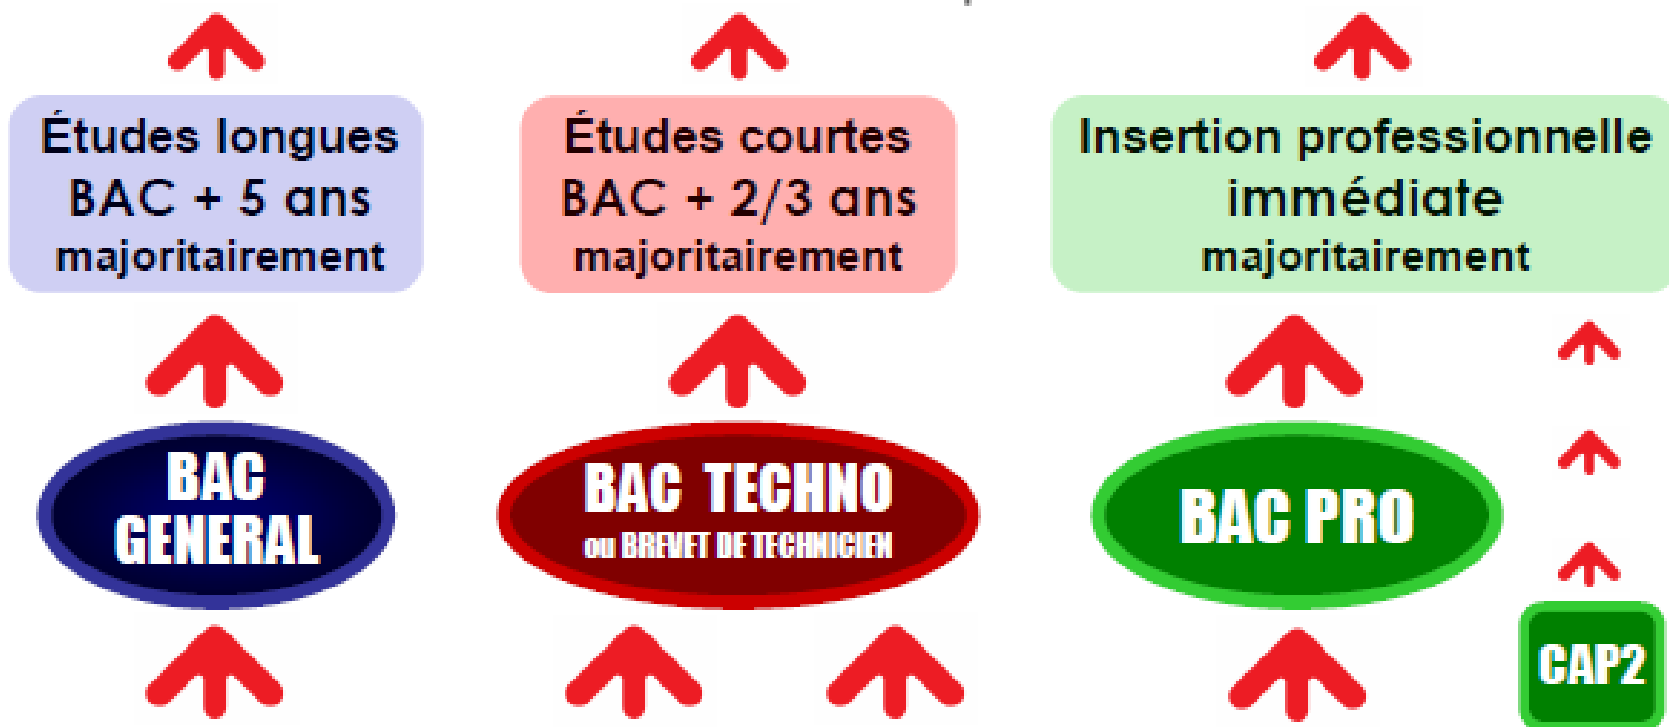 Études longues
BAC + 5 ans
majoritairement
Études courtes
BAC + 2/3 ans
majoritairement
Insertion professionnelle
immédiate
majoritairement
BAC
GENERAL
BAC TECHNO
ou BREVET DE TECHNICIEN
BAC PRO
CAP2